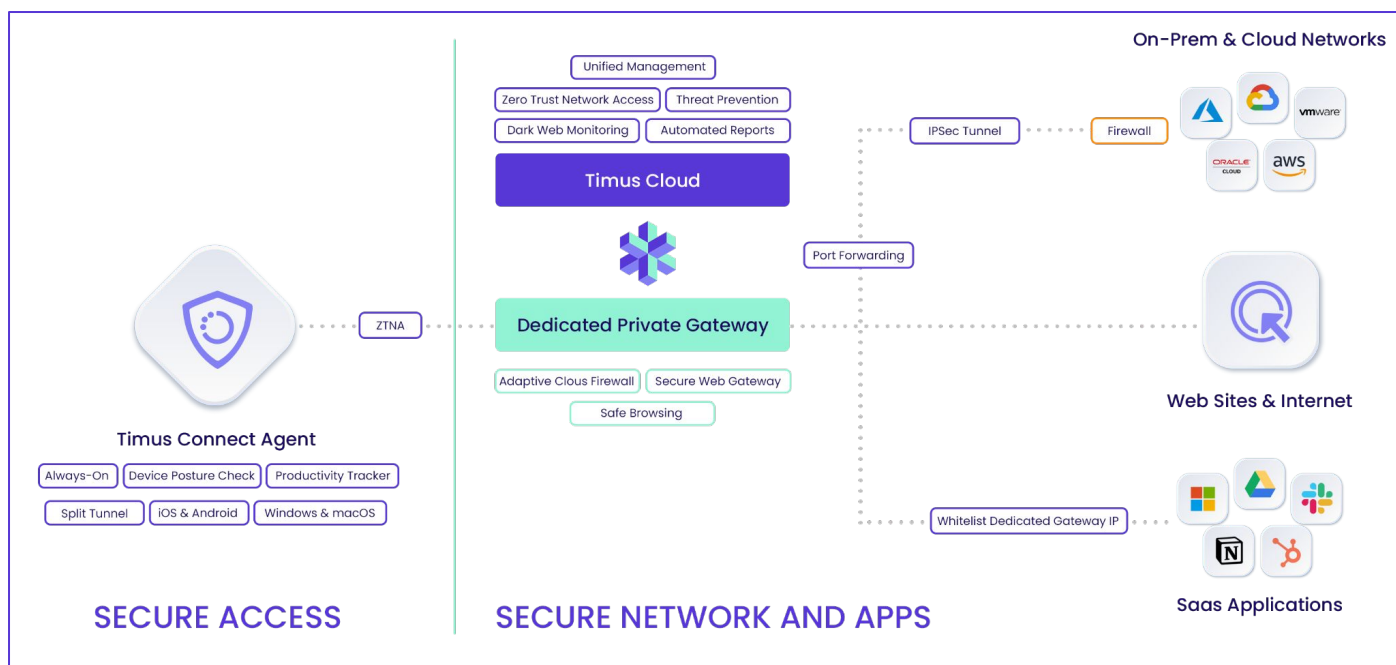 On-Prem & Cloud Networks
Unified Management
Zero Trust Network Access
Threat Prevention
Dark Web Monitoring
Automated Reports
Timus Cloud
IPSec Tunnel
Firewall
vmware
ORACLE
CLOUD
aws
Port Forwarding
ZTNA
Dedicated Private Gateway
Adaptive Clous Firewall
Secure Web Gateway
Safe Browsing
Web Sites & Internet
Timus Connect Agent
Always-On
Device Posture Check
Productivity Tracker
Split Tunnel
iOS & Android
Windows & macOS
Whitelist Dedicated Gateway IP
N
Saas Applications
SECURE ACCESS
SECURE NETWORK AND APPS